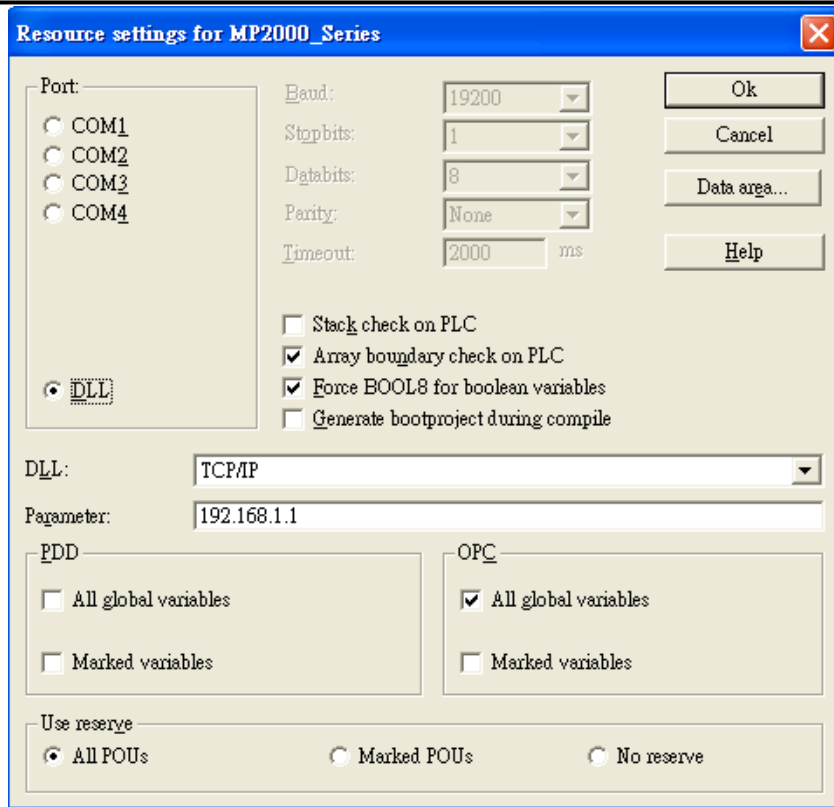 Resource settings for MP2000_Series
Port:
COM1
COM2
COM3
COM4
DLL
Baud:
19200
Stopbits:
1
Databits:
8
Parity:
None
Timeout:
2000
ms
Ok
Cancel
Data area...
Help
Stack check on PLC
Array boundary check on PLC
Force BOOL8 for boolean variables
Generate bootproject during compile
DLL:
TCP/IP
Parameter:
192.168.1.1
PDD
All global variables
Marked variables
OPC
All global variables
Marked variables
Use reserve
All POUs
Marked POUs
No reserve